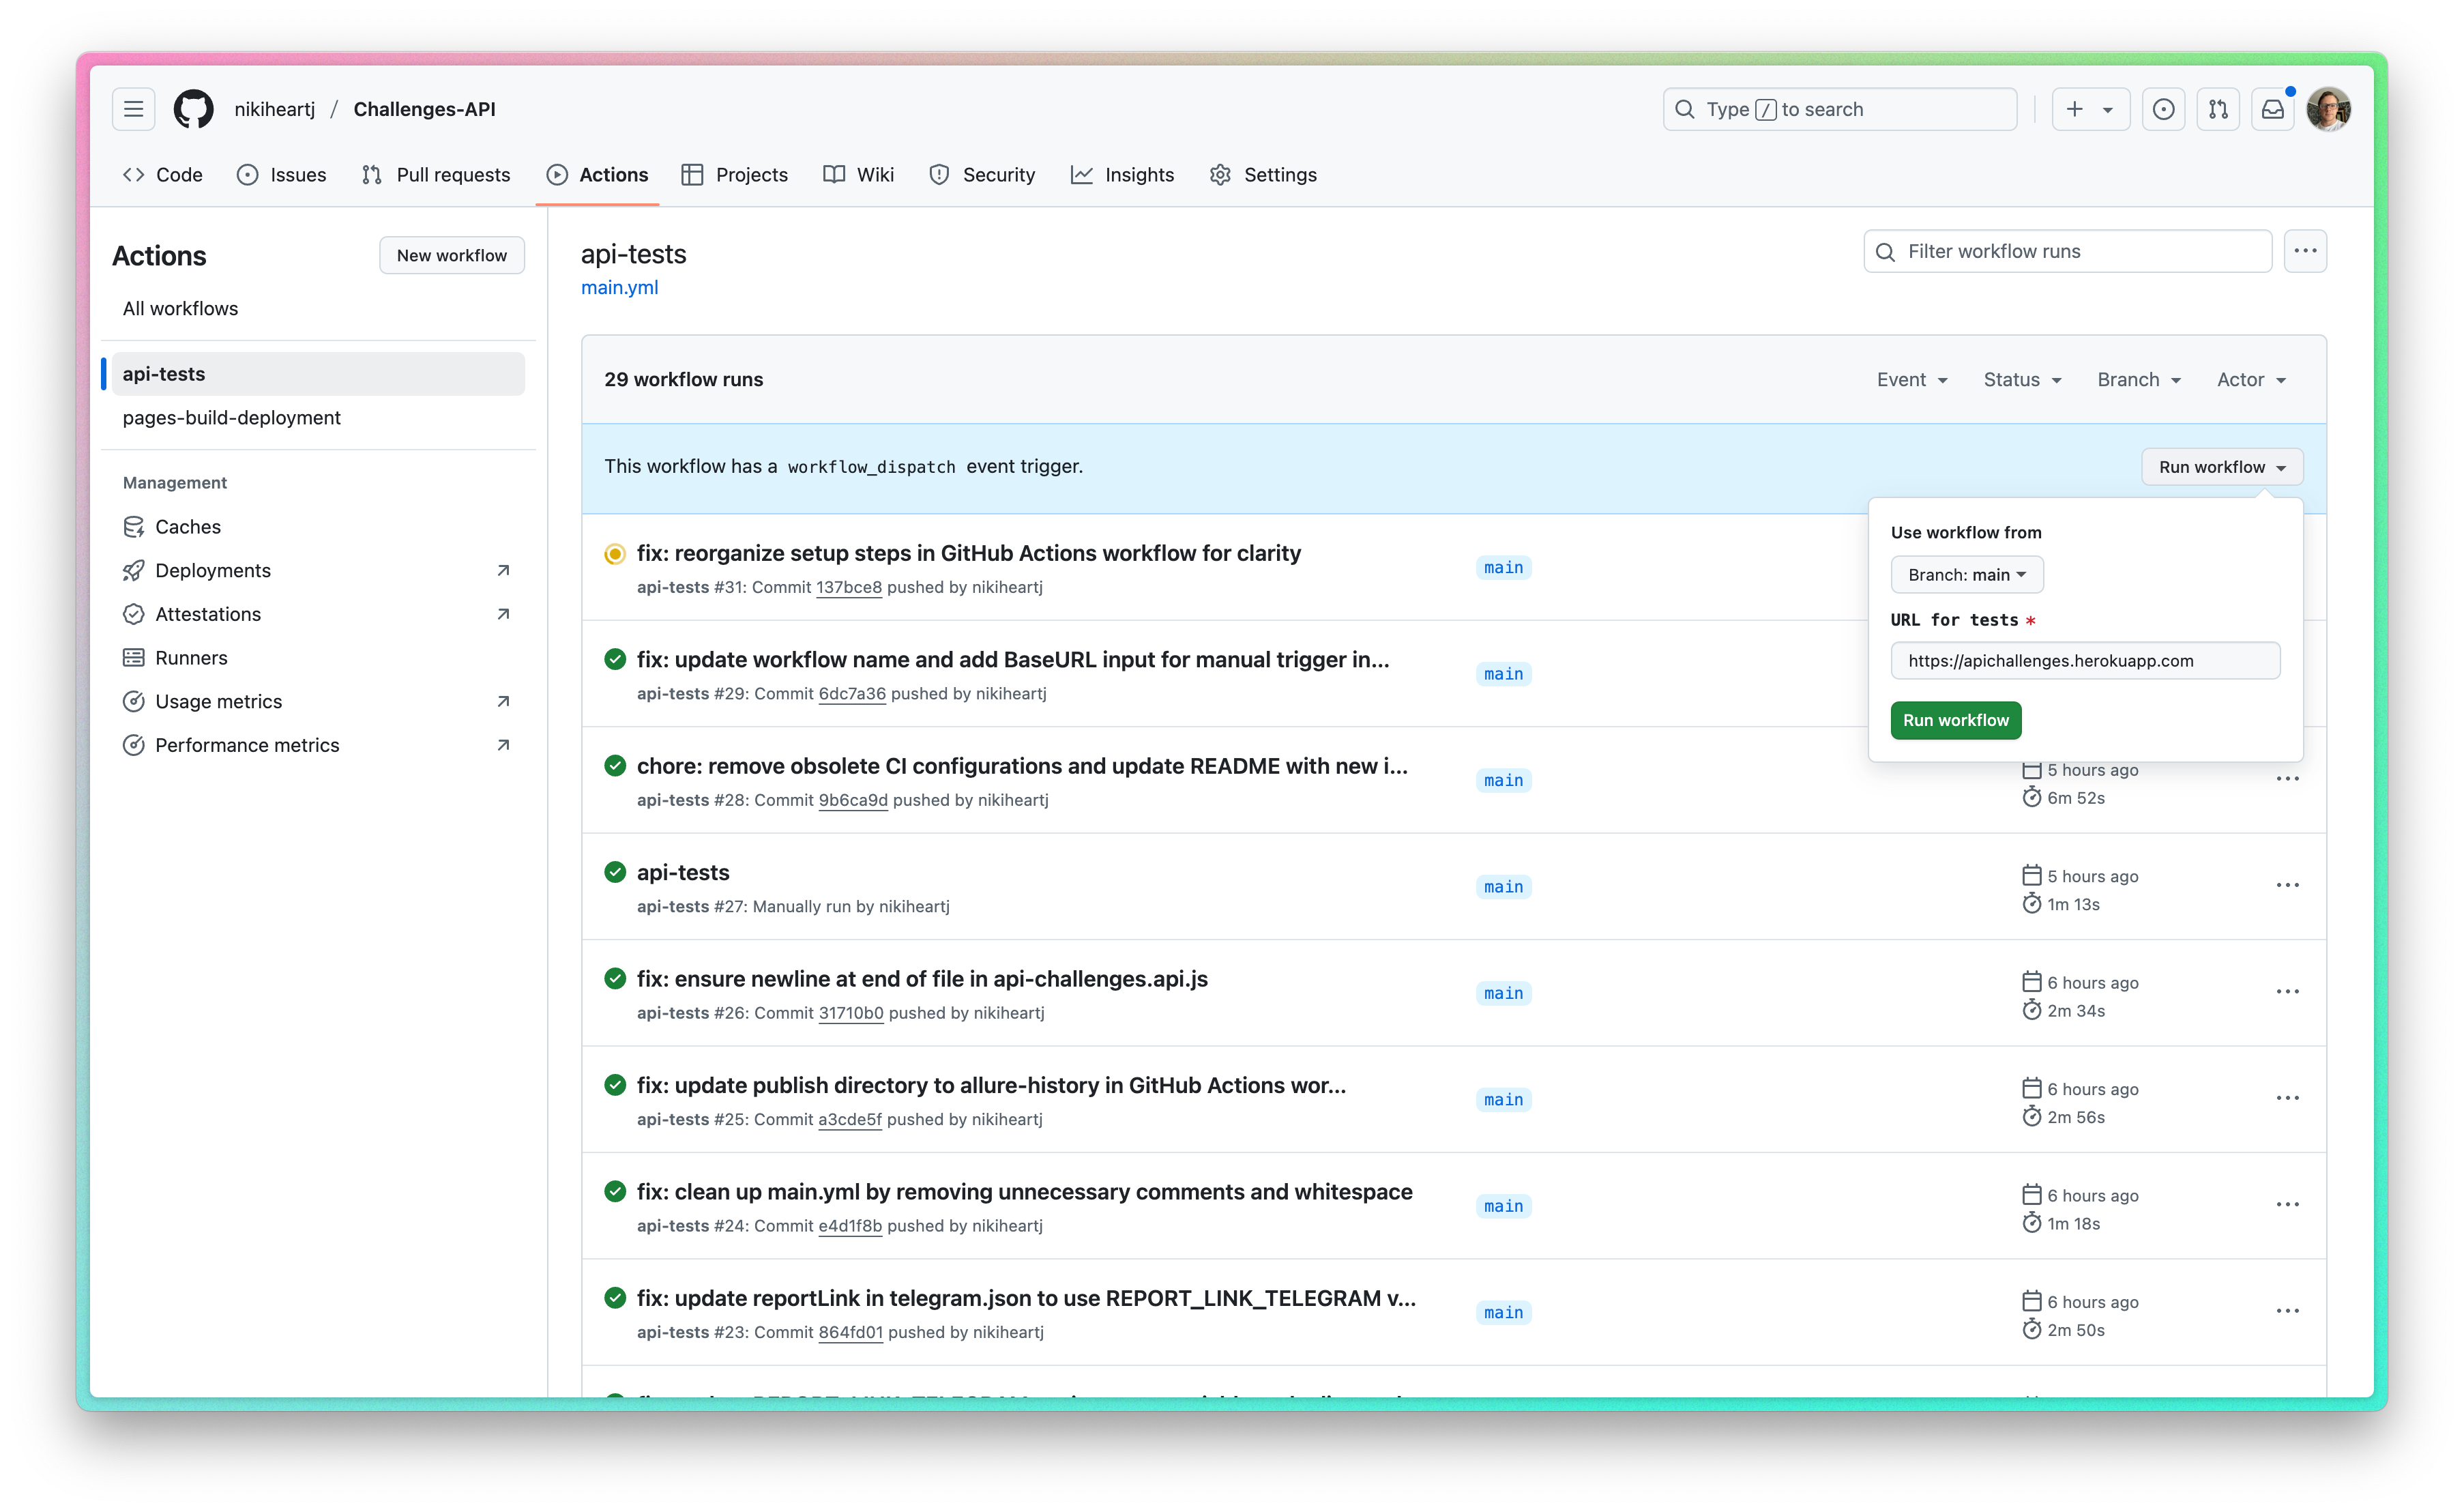 nikiheartj / Challenges-API
Type / to search
Code
Issues
Pull requests
Actions
Projects
Wiki
Security
Insights
Settings
Actions
New workflow
All workflows
api-tests
pages-build-deployment
Management
Caches
Deployments
Attestations
Runners
Usage metrics
Performance metrics
api-tests
main.yml
Filter workflow runs
29 workflow runs
Event
Status
Branch
Actor
This workflow has a workflow_dispatch event trigger.
Run workflow
Use workflow from
Branch: main
URL for tests *
https://apichallenges.herokuapp.com
Run workflow
fix: reorganize setup steps in GitHub Actions workflow for clarity
api-tests #31: Commit 137bce8 pushed by nikiheartj
main
fix: update workflow name and add BaseURL input for manual trigger in...
api-tests #29: Commit 6dc7a36 pushed by nikiheartj
main
chore: remove obsolete CI configurations and update README with new i...
api-tests #28: Commit 9b6ca9d pushed by nikiheartj
main
5 hours ago
6m 52s
api-tests
api-tests #27: Manually run by nikiheartj
main
5 hours ago
1m 13s
fix: ensure newline at end of file in api-challenges.api.js
api-tests #26: Commit 31710b0 pushed by nikiheartj
main
6 hours ago
2m 34s
fix: update publish directory to allure-history in GitHub Actions wor...
api-tests #25: Commit a3cde5f pushed by nikiheartj
main
6 hours ago
2m 56s
fix: clean up main.yml by removing unnecessary comments and whitespace
api-tests #24: Commit e4d1f8b pushed by nikiheartj
main
6 hours ago
1m 18s
fix: update reportLink in telegram.json to use REPORT_LINK_TELEGRAM v...
api-tests #23: Commit 864fd01 pushed by nikiheartj
main
6 hours ago
2m 50s